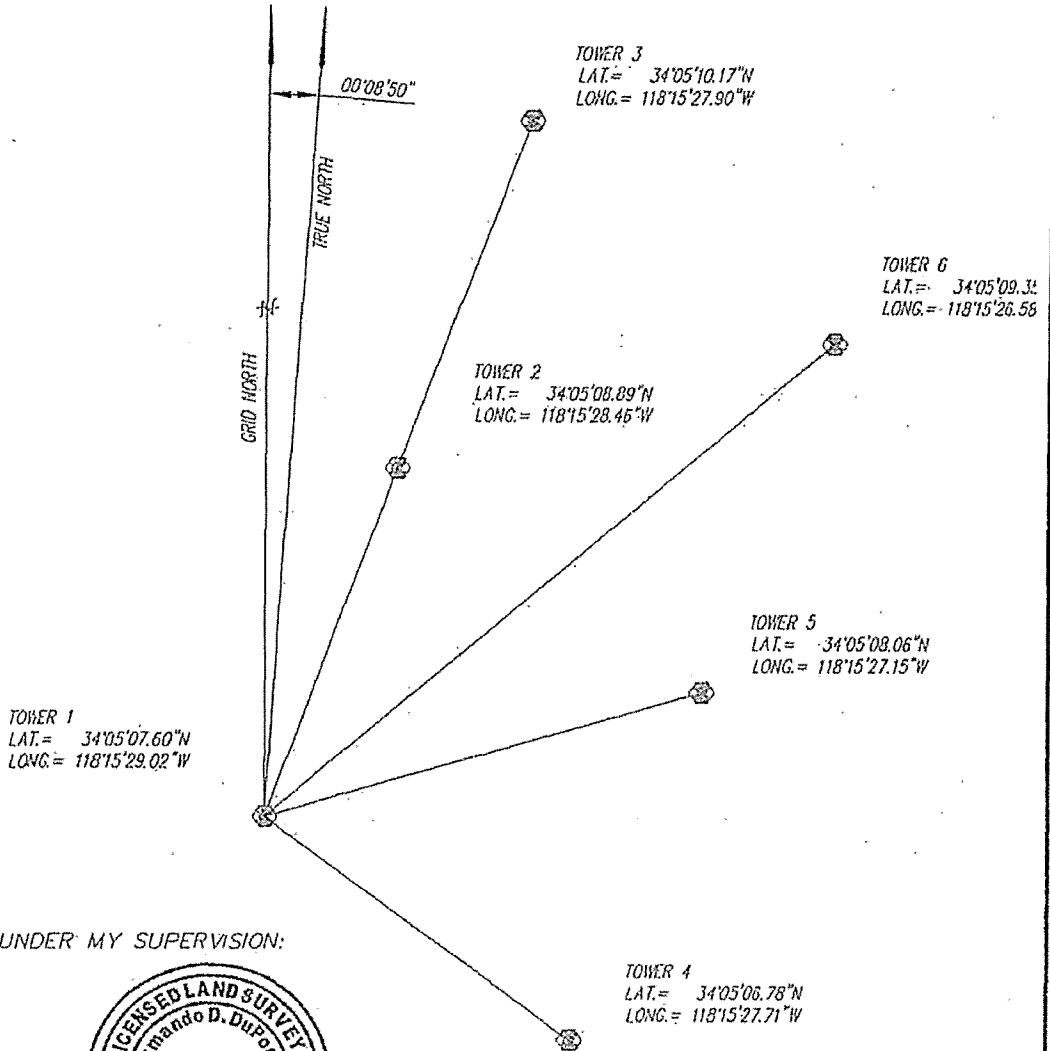 TOWER 3
LAT.= 34°05'10.17"N
LONG.= 118°15'27.90"W
00°08'50"
TRUE NORTH
GRID NORTH
TOWER 6
LAT.= 34°05'09.3
LONG.= 118°15'26.58
TOWER 2
LAT.= 34°05'08.89"N
LONG.= 118°15'28.46"W
TOWER 5
LAT.= 34°05'08.06"N
LONG.= 118°15'27.15"W
TOWER 1
LAT.= 34°05'07.60"N
LONG.= 118°15'29.02"W
UNDER MY SUPERVISION:
TOWER 4
LAT.= 34°05'06.78"N
LONG.= 118°15'27.71"W
ICENSED LAND SURVEY
mando D. DuPo